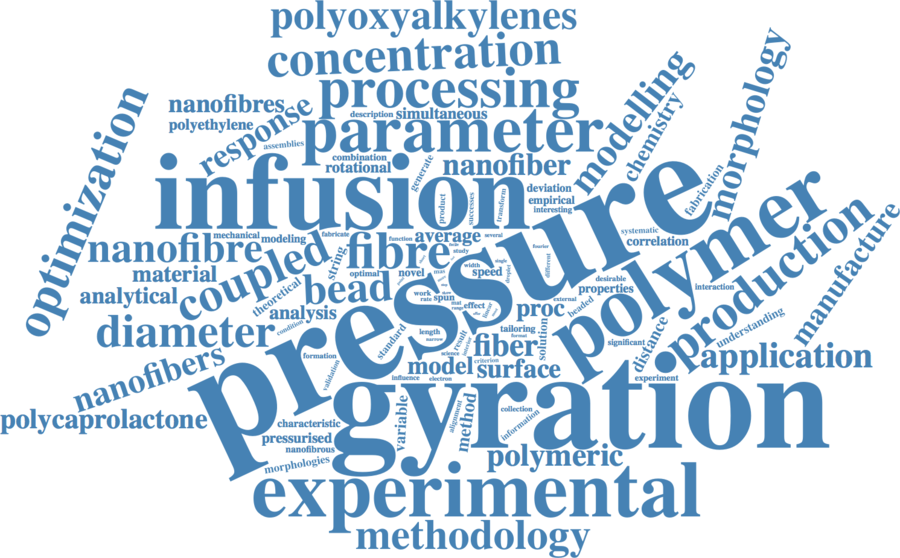 polyoxyalkylenes
concentration
processing
nanofibres
description
simultaneous
polyethylene
response
parameter
assemblies
modelling
chemistry
morphology
optimization
combination
rotational
generate
nanofiber
infusion
product
successes
transform
deviation
empirical
interesting
fabrication
pressure
polymer
production
manufacture
mechanical
modeling
fabricate
nanofibre
string
fibre
function
average
several
study
fourier
systematic
correlation
material
coupled
optimal
novel
width
speed
single
droplet
different
desirable
properties
interaction
analytical
theoretical
bead
work
rate
spun
effect
proc
external
beaded
analysis
diameter
condition
standard
length
narrow
result
tailoring
format
solution
significant
distance
understanding
formation
science
fiber
criterion
application
nanofibers
validation
model
surface
influence
electron
experiment
polycaprolactone
gyration
characteristic
variable
alignment
method
collection
information
pressurised
nanofibrous
morphologies
polymeric
experimental
methodology